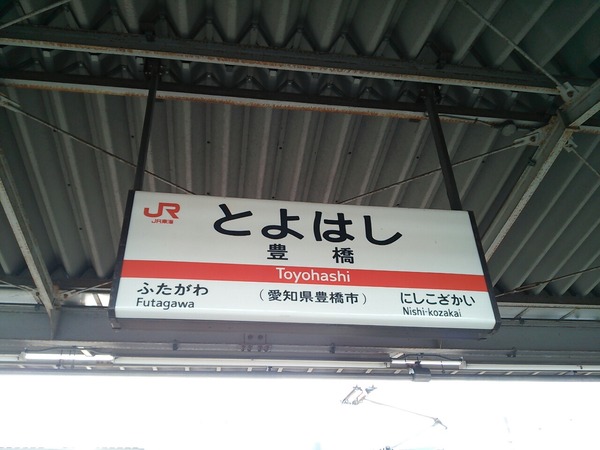 JR
JR東海
とよはし
豊橋
Toyohashi
ふたがわ
Futagawa
(愛知県豊橋市)
にしこざかい
Nishi-kozakai